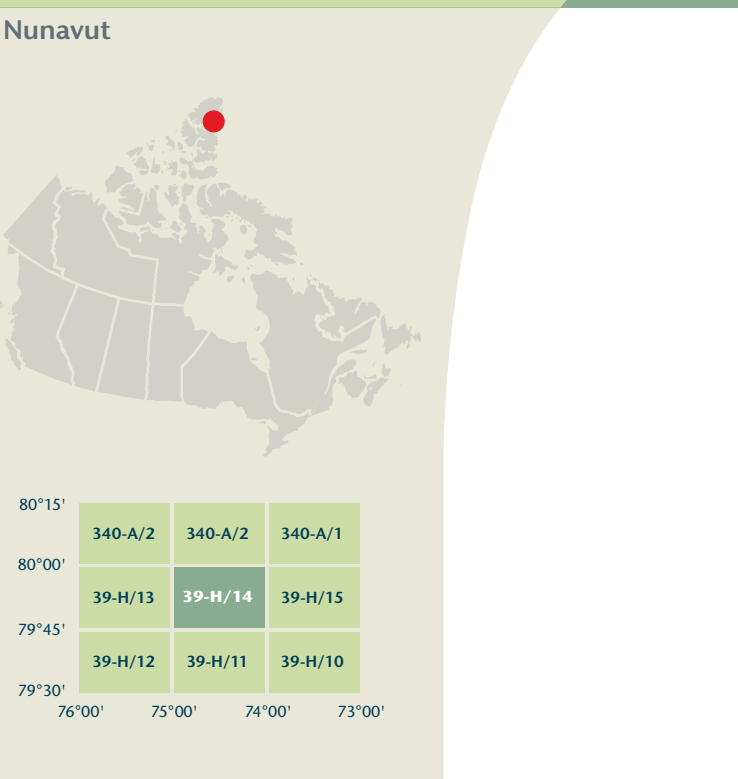 Nunavut
80°15'
340-A/2 340-A/2 340-A/1
80°00'
39-H/13 39-H/14 39-H/15
79°45'
39-H/12 39-H/11 39-H/10
79°30'
76°00' 75°00' 74°00' 73°00'